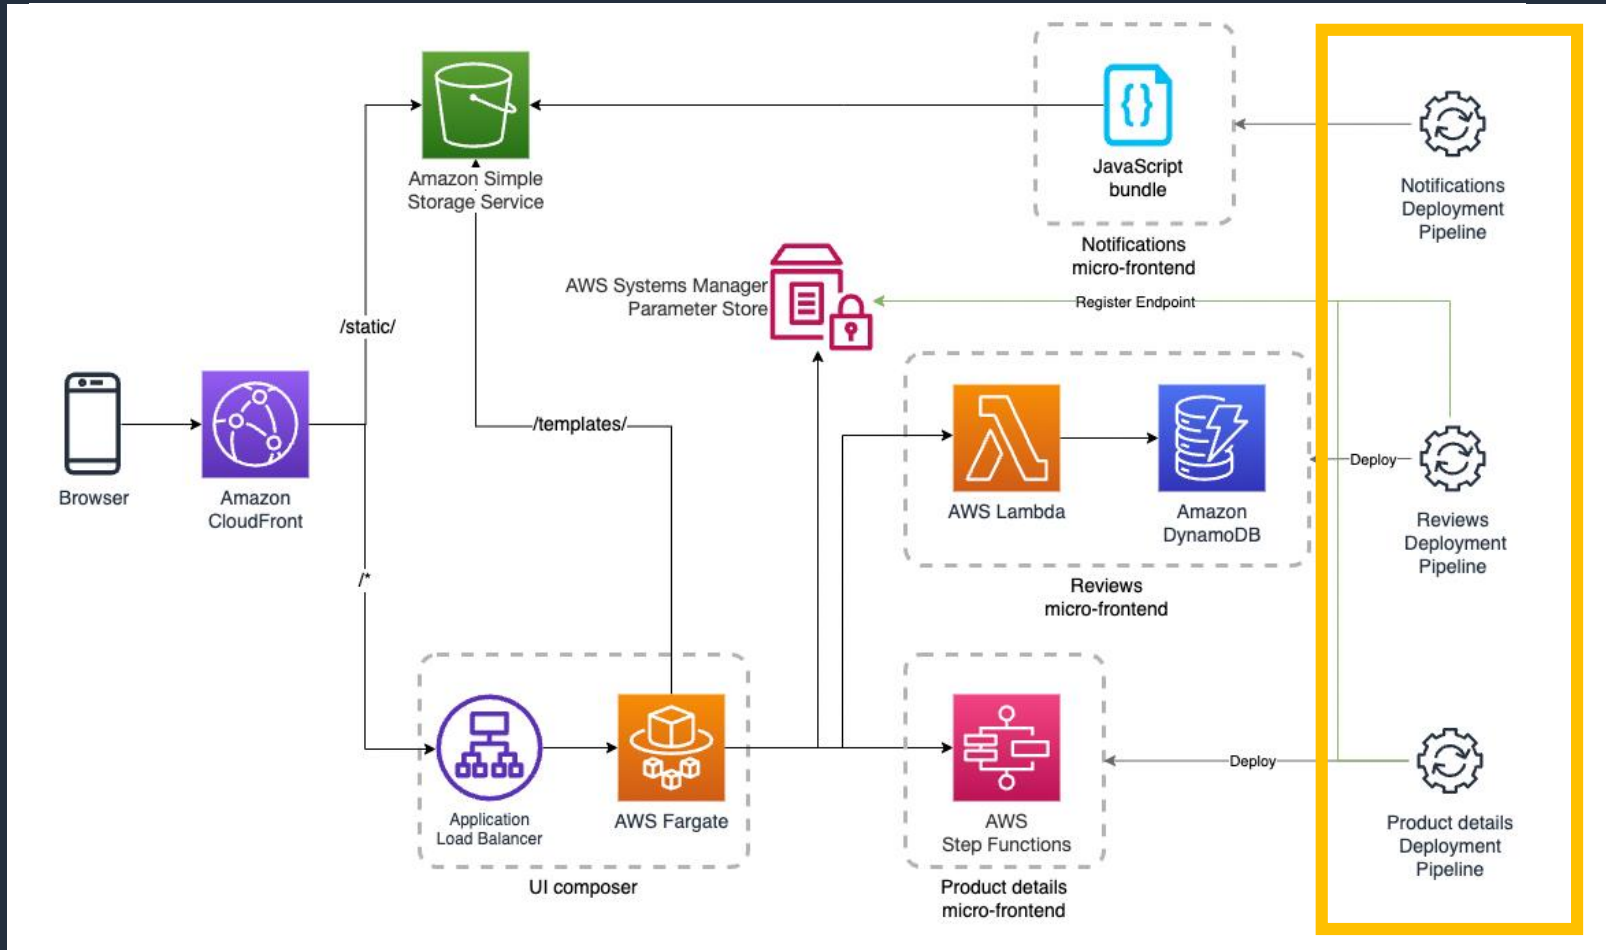 Amazon Simple
Storage Service
JavaScript
bundle
Notifications
micro-frontend
Notifications
Deployment
Pipeline
AWS Systems Manager
Parameter Store
Register Endpoint
/static/
/templates/
Browser
Amazon
CloudFront
AWS Lambda
Amazon
DynamoDB
Deploy
Reviews
Deployment
Pipeline
Reviews
micro-frontend
/*
Application
Load Balancer
AWS Fargate
UI composer
AWS
Step Functions
Product details
micro-frontend
Deploy
Product details
Deployment
Pipeline